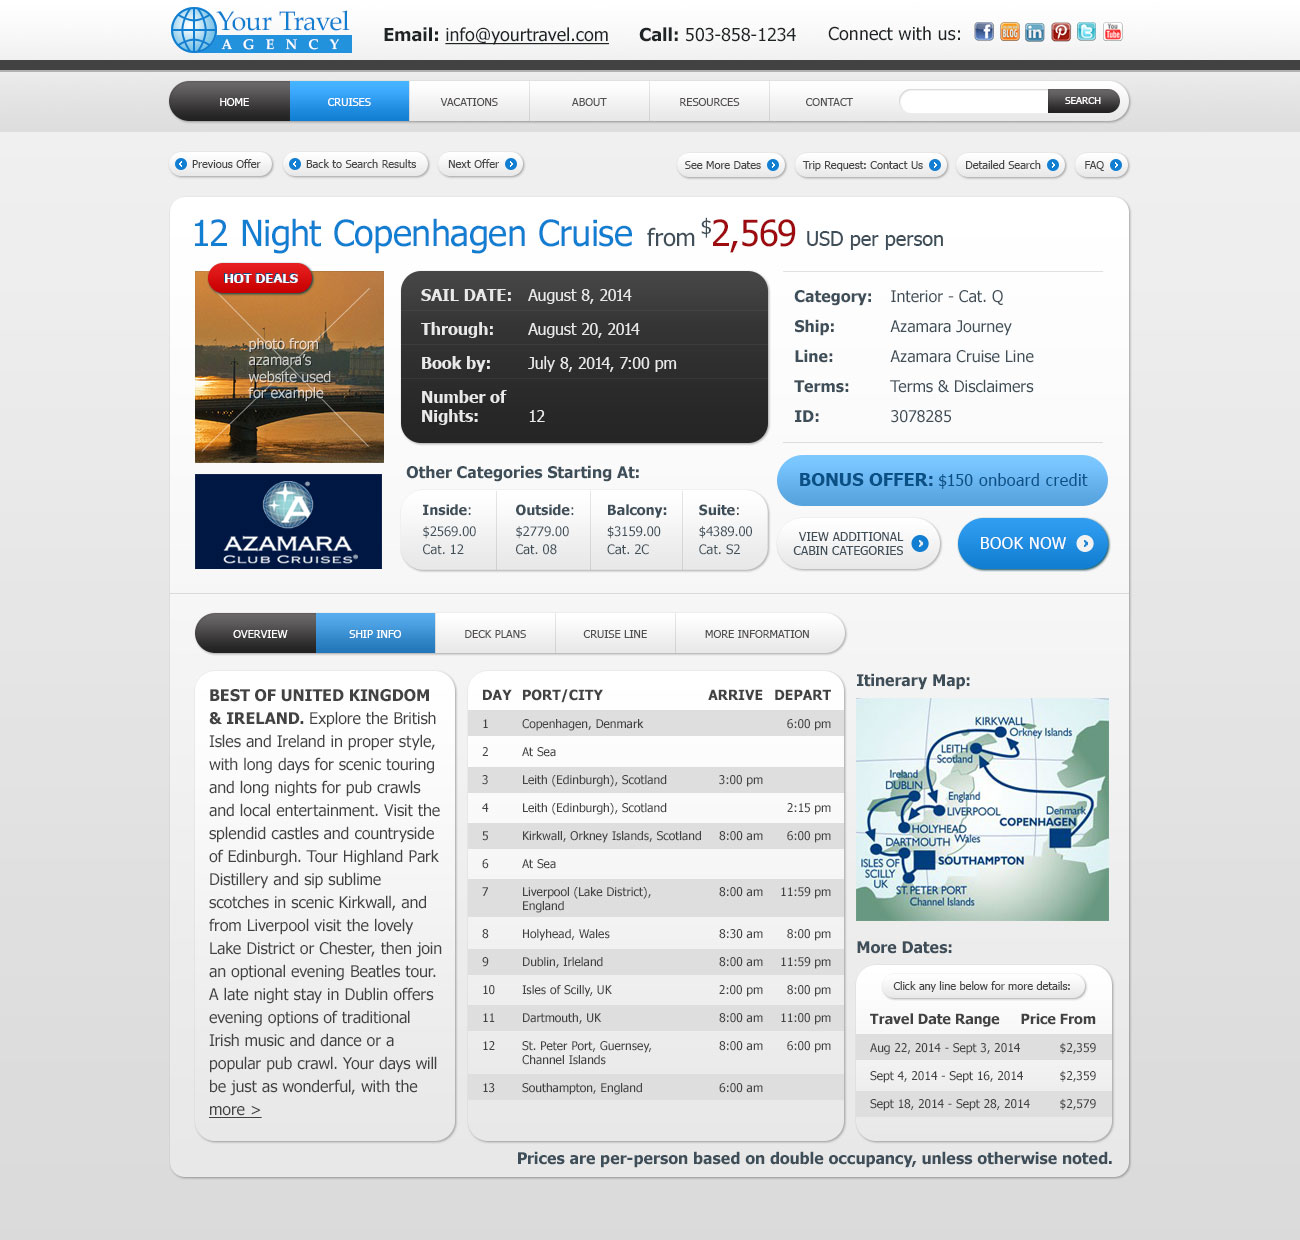 Your Travel
AGENCY
Email: info@yourtravel.com
Call: 503-858-1234
Connect with us:
BLOG
You Tube
HOME
CRUISES
VACATIONS
ABOUT
RESOURCES
CONTACT
SEARCH
Previous Offer
Back to Search Results
Next Offer
See More Dates
Trip Request: Contact Us
Detailed Search
FAQ
12 Night Copenhagen Cruise from $2,569 USD per person
HOT DEALS
photo from
azamara's
website used
for example
AZAMARA
CLUB CRUISES®
SAIL DATE: August 8, 2014
Through: August 20, 2014
Book by: July 8, 2014, 7:00 pm
Number of
Nights: 12
Category: Interior - Cat. Q
Ship: Azamara Journey
Line: Azamara Cruise Line
Terms: Terms & Disclaimers
ID: 3078285
Other Categories Starting At:
Inside: Outside: Balcony: Suite:
$2569.00 $2779.00 $3159.00 $4389.00
Cat. 12 Cat. 08 Cat. 2C Cat. S2
BONUS OFFER: $150 onboard credit
VIEW ADDITIONAL
CABIN CATEGORIES
BOOK NOW
OVERVIEW
SHIP INFO
DECK PLANS
CRUISE LINE
MORE INFORMATION
BEST OF UNITED KINGDOM
& IRELAND. Explore the British
Isles and Ireland in proper style,
with long days for scenic touring
and long nights for pub crawls
and local entertainment. Visit the
splendid castles and countryside
of Edinburgh. Tour Highland Park
Distillery and sip sublime
scotches in scenic Kirkwall, and
from Liverpool visit the lovely
Lake District or Chester, then join
an optional evening Beatles tour.
A late night stay in Dublin offers
evening options of traditional
Irish music and dance or a
popular pub crawl. Your days will
be just as wonderful, with the
more >
DAY PORT/CITY ARRIVE DEPART
1 Copenhagen, Denmark 6:00 pm
2 At Sea
3 Leith (Edinburgh), Scotland 3:00 pm
4 Leith (Edinburgh), Scotland 2:15 pm
5 Kirkwall, Orkney Islands, Scotland 8:00 am 6:00 pm
6 At Sea
7 Liverpool (Lake District), 8:00 am 11:59 pm
England
8 Holyhead, Wales 8:30 am 8:00 pm
9 Dublin, Irleland 8:00 am 11:59 pm
10 Isles of Scilly, UK 2:00 pm 8:00 pm
11 Dartmouth, UK 8:00 am 11:00 pm
12 St. Peter Port, Guernsey, 8:00 am 6:00 pm
Channel Islands
13 Southampton, England 6:00 am
Itinerary Map:
KIRKWALL
Orkney Islands
LEITH
Scotland
Ireland
DUBLIN
England
LIVERPOOL
Denmark
COPENHAGEN
HOLYHEAD
Wales
DARTMOUTH
SOUTHAMPTON
ISLES OF
SCILLY
UK
ST. PETER PORT
Channel Islands
More Dates:
Click any line below for more details:
Travel Date Range Price From
Aug 22, 2014 - Sept 3, 2014 $2,359
Sept 4, 2014 - Sept 16, 2014 $2,359
Sept 18, 2014 - Sept 28, 2014 $2,579
Prices are per-person based on double occupancy, unless otherwise noted.